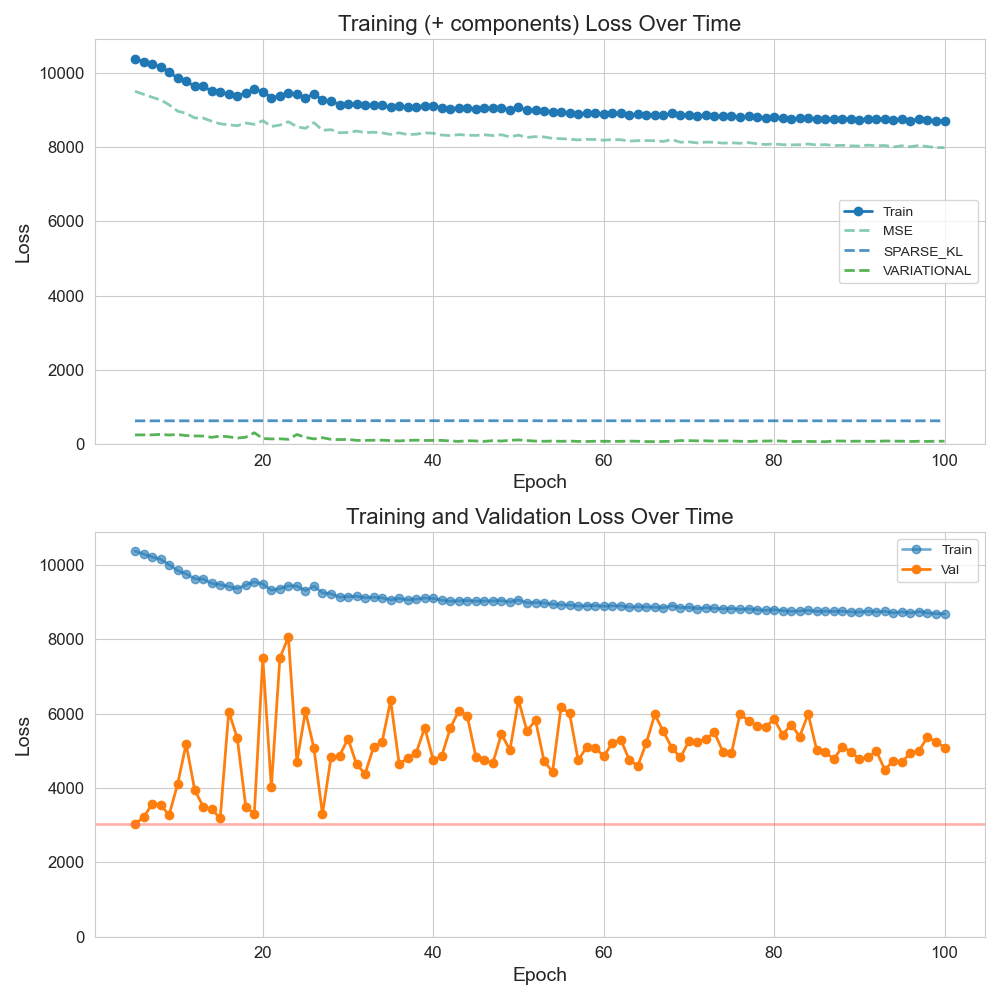 Training (+ components) Loss Over Time
10000
8000
6000
4000
2000
0
Loss
Train
MSE
SPARSE_KL
VARIATIONAL
20 40 60 80 100
Epoch
Training and Validation Loss Over Time
10000
8000
6000
4000
2000
0
Loss
Train
Val
20 40 60 80 100
Epoch